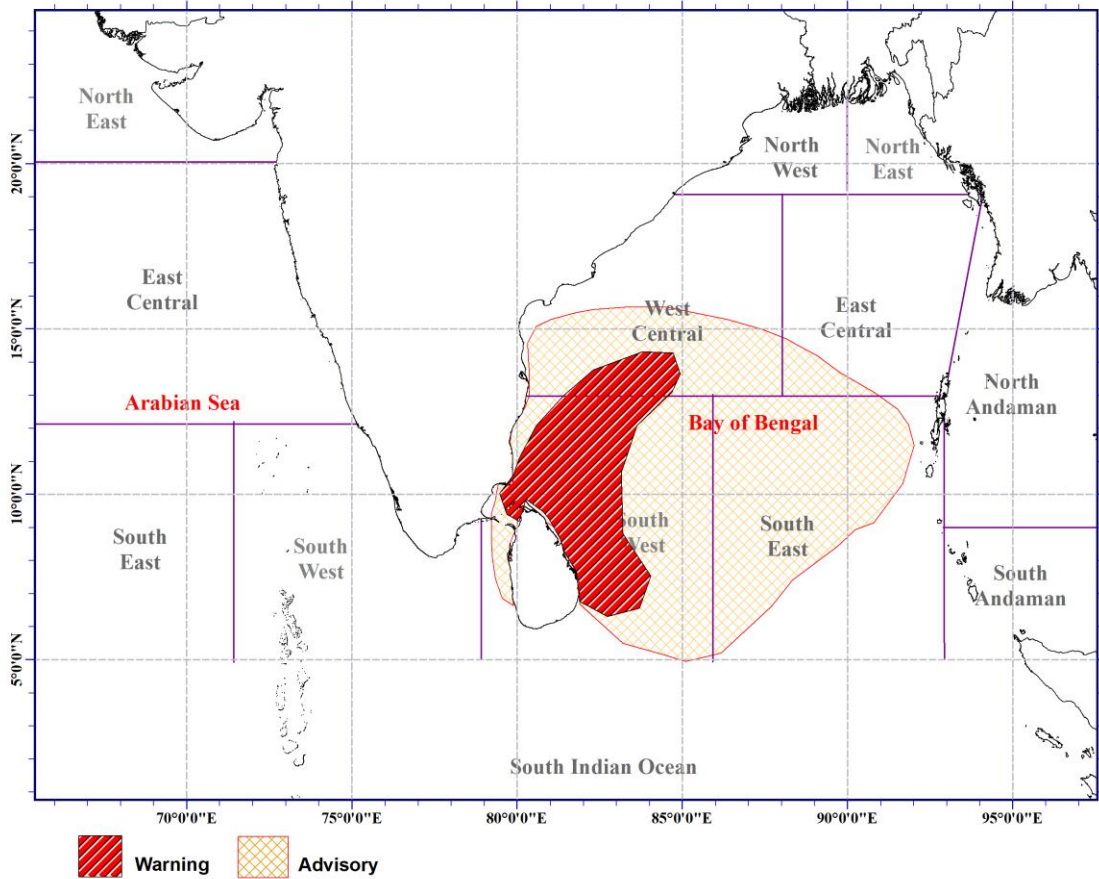 North
East
North
West
North
East
20°0'0"N
East
Central
West
Central
East
Central
15°0'0"N
Arabian Sea
Bay of Bengal
North
Andaman
10°0'0"N
South
East
South
West
South
West
South
East
South
Andaman
5°0'0"N
South Indian Ocean
70°0'0"E
75°0'0"E
80°0'0"E
85°0'0"E
90°0'0"E
95°0'0"E
Warning
Advisory